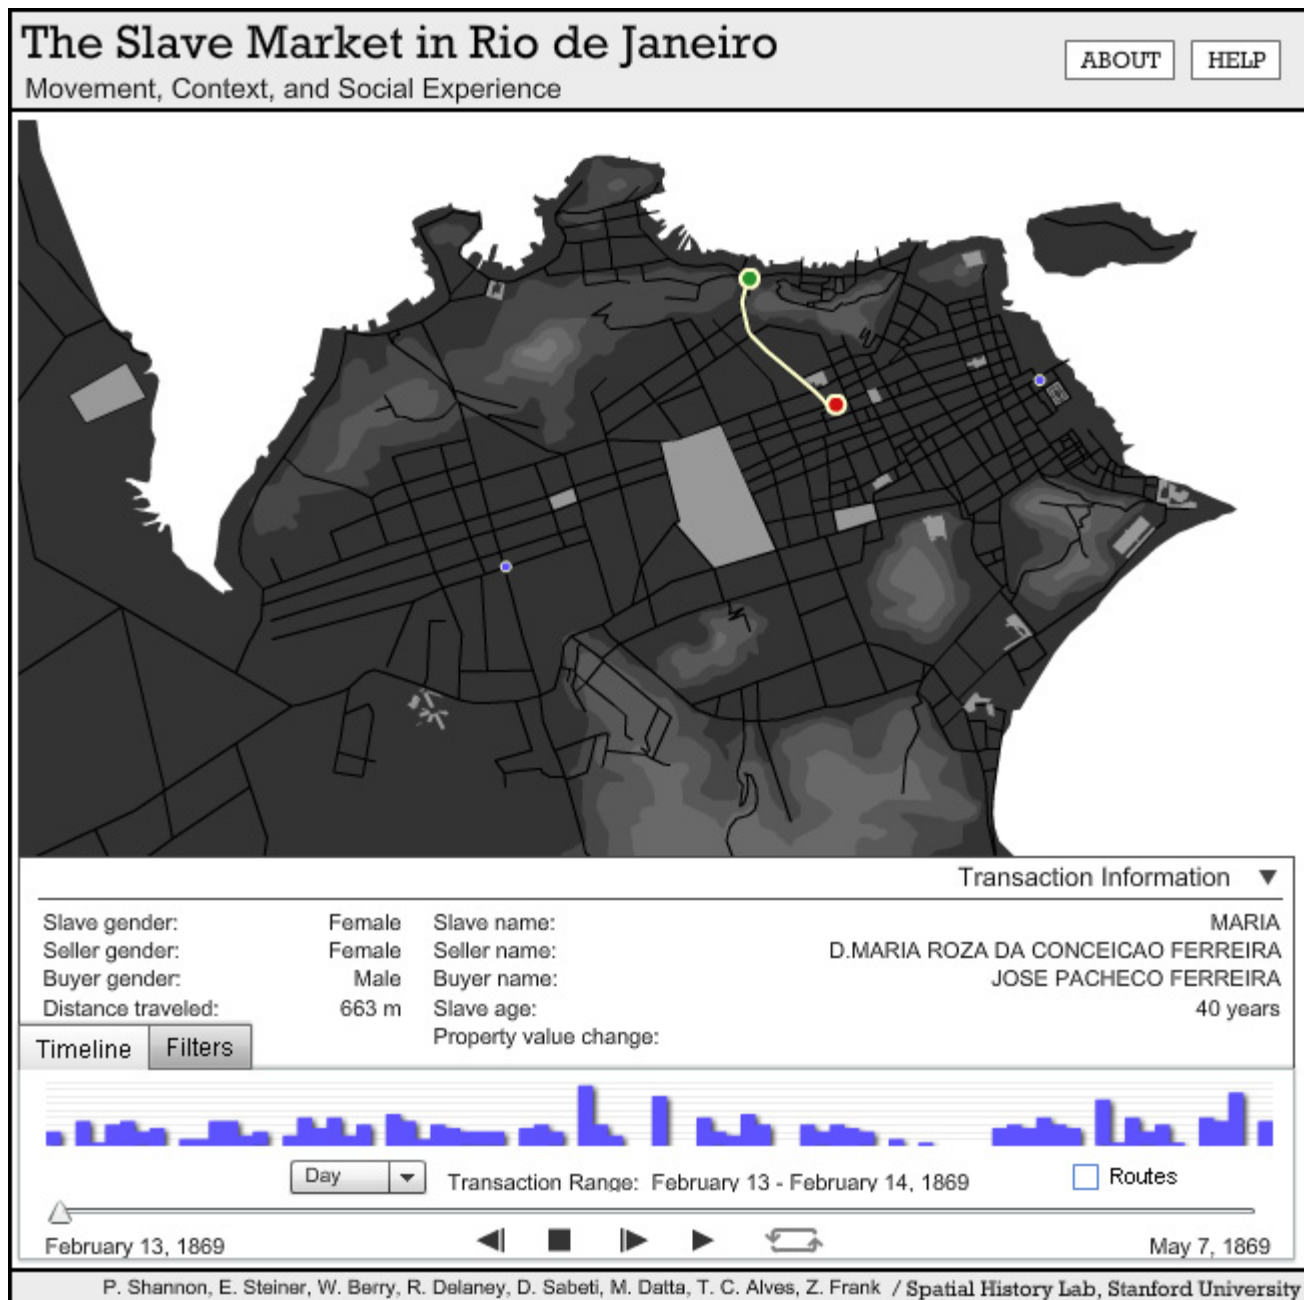 The Slave Market in Rio de Janeiro
ABOUT
HELP
Movement, Context, and Social Experience
Transaction Information
Slave gender: Female Slave name: MARIA
Seller gender: Female Seller name: D.MARIA ROZA DA CONCEICAO FERREIRA
Buyer gender: Male Buyer name: JOSE PACHECO FERREIRA
Distance traveled: 663 m Slave age: 40 years
Property value change:
Timeline Filters
Day Transaction Range: February 13 - February 14, 1869 Routes
February 13, 1869 May 7, 1869
P. Shannon, E. Steiner, W. Berry, R. Delaney, D. Sabeti, M. Datta, T. C. Alves, Z. Frank / Spatial History Lab, Stanford University